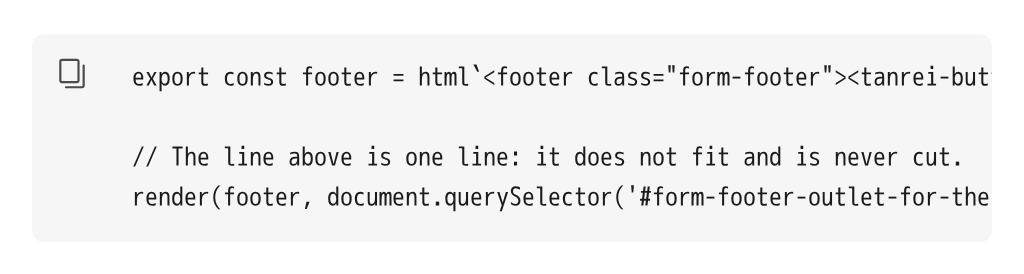 export const footer = html`<footer class="form-footer"><tanrei-but
// The line above is one line: it does not fit and is never cut.
render(footer, document.querySelector('#form-footer-outlet-for-the